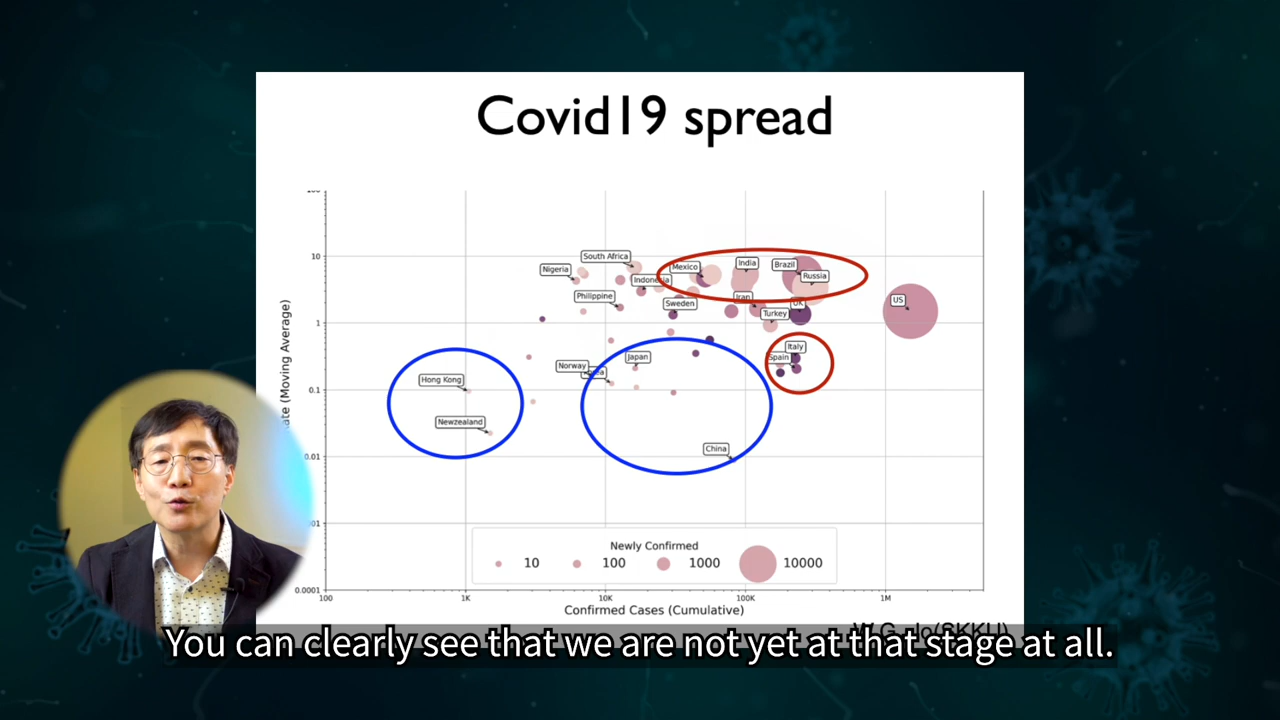 Covid19 spread
10
1
0.1
0.01
0.0001
100
1K
10K
100K
1M
Confirmed Cases (Cumulative)
(Moving Average)
South Africa
Nigeria
Indonesia
Philippine
Mexico
India
Brazil
Russia
Iran
UK
Sweden
Turkey
US
Italy
Spain
Japan
Norway
Hong Kong
Newzealand
China
Newly Confirmed
10
100
1000
10000
You can clearly see that we are not yet at that stage at all.